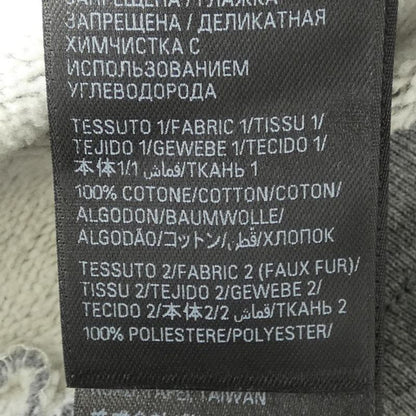 ЗАПРЕЩЕНА / ГЛАЖКА
ЗАПРЕЩЕНА / ДЕЛИКАТНАЯ
ХИМЧИСТКА С
ИСПОЛЬЗОВАНИЕМ
УГЛЕВОДОРОДА
TESSUTO 1/FABRIC 1/TISSU 1/
TEJIDO 1/GEWEBE 1/TECIDO 1/
本体1/1 قماش/ТКАНЬ 1
100% COTONE/COTTON/COTON/
ALGODON/BAUMWOLLE/
ALGODÃO/コットン/قطن/ХЛОПОК
TESSUTO 2/FABRIC 2 (FAUX FUR)/
TISSU 2/TEJIDO 2/GEWEBE 2/
TECIDO 2/本体2/2 قماش/ТКАНЬ 2
100% POLIESTERE/POLYESTER/
TAIWAN